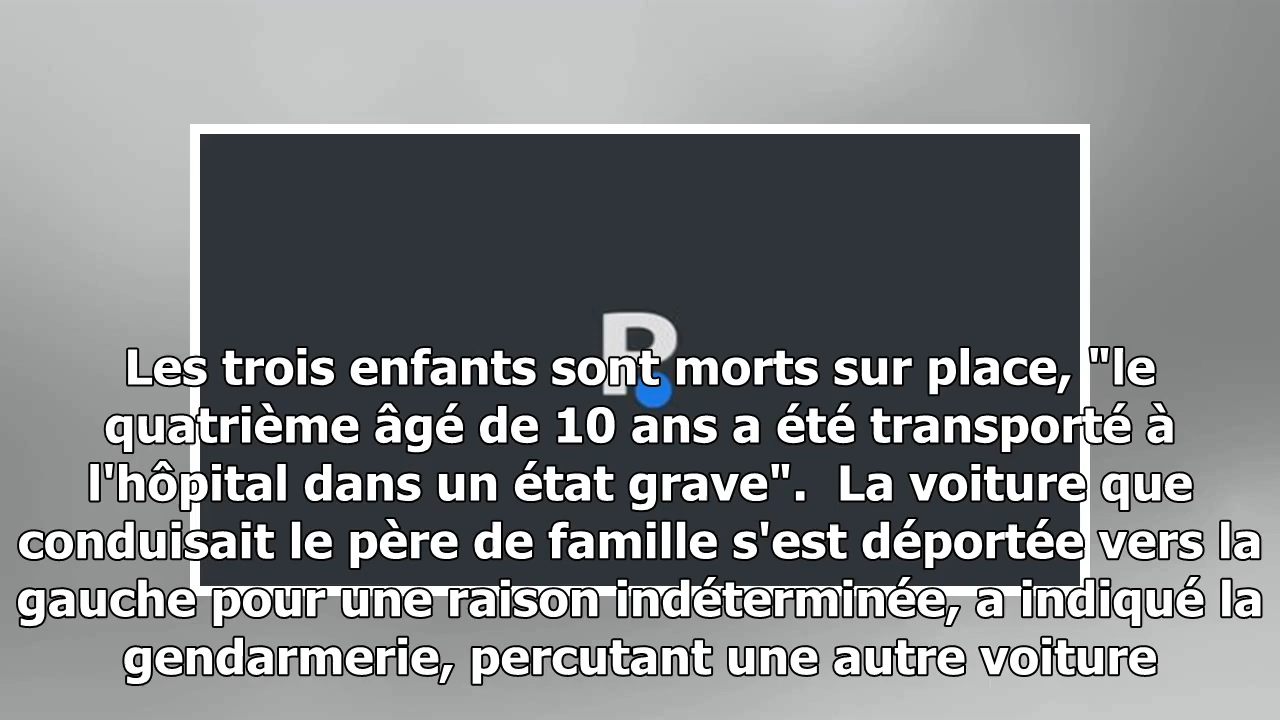 R
Les trois enfants sont morts sur place, "le
quatrième âgé de 10 ans a été transporté à
l'hôpital dans un état grave".  La voiture que
conduisait le père de famille s'est déportée vers la
gauche pour une raison indéterminée, a indiqué la
gendarmerie, percutant une autre voiture